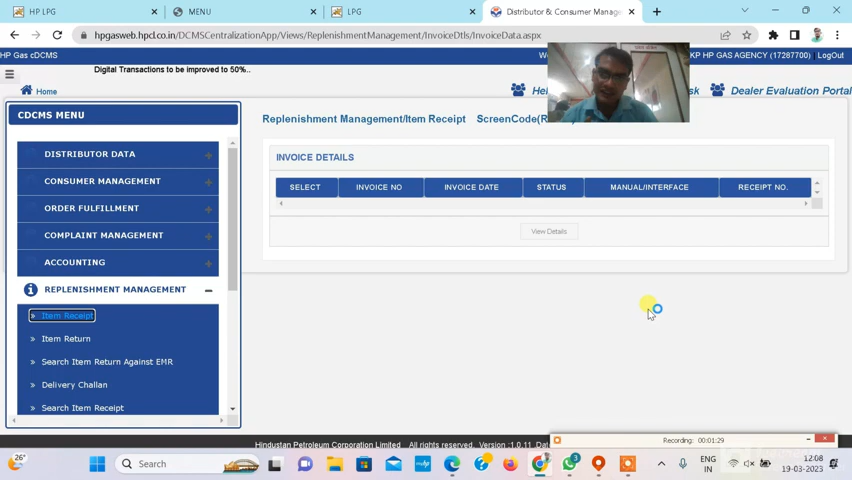 HP LPG
MENU
LPG
Distributor & Consumer Manage
hpgasweb.hpcl.co.in/DCMSCentralizationApp/Views/ReplenishmentManagement/InvoiceDtls/InvoiceData.aspx
HP Gas cDCMS
KP HP GAS AGENCY (17287700) | LogOut
Digital Transactions to be improved to 50%..
Home
Dealer Evaluation Portal
CDCMS MENU
Replenishment Management/Item Receipt
DISTRIBUTOR DATA +
CONSUMER MANAGEMENT +
ORDER FULFILLMENT +
COMPLAINT MANAGEMENT +
ACCOUNTING +
REPLENISHMENT MANAGEMENT −
» Item Receipt
» Item Return
» Search Item Return Against EMR
» Delivery Challan
» Search Item Receipt
INVOICE DETAILS
SELECT INVOICE NO INVOICE DATE STATUS MANUAL/INTERFACE RECEIPT NO.
View Details
Hindustan Petroleum Corporation Limited All rights reserved. Version :1.0.11
Recording: 00:01:29
26°
Search
3
ENG
IN
12:08
19-03-2023